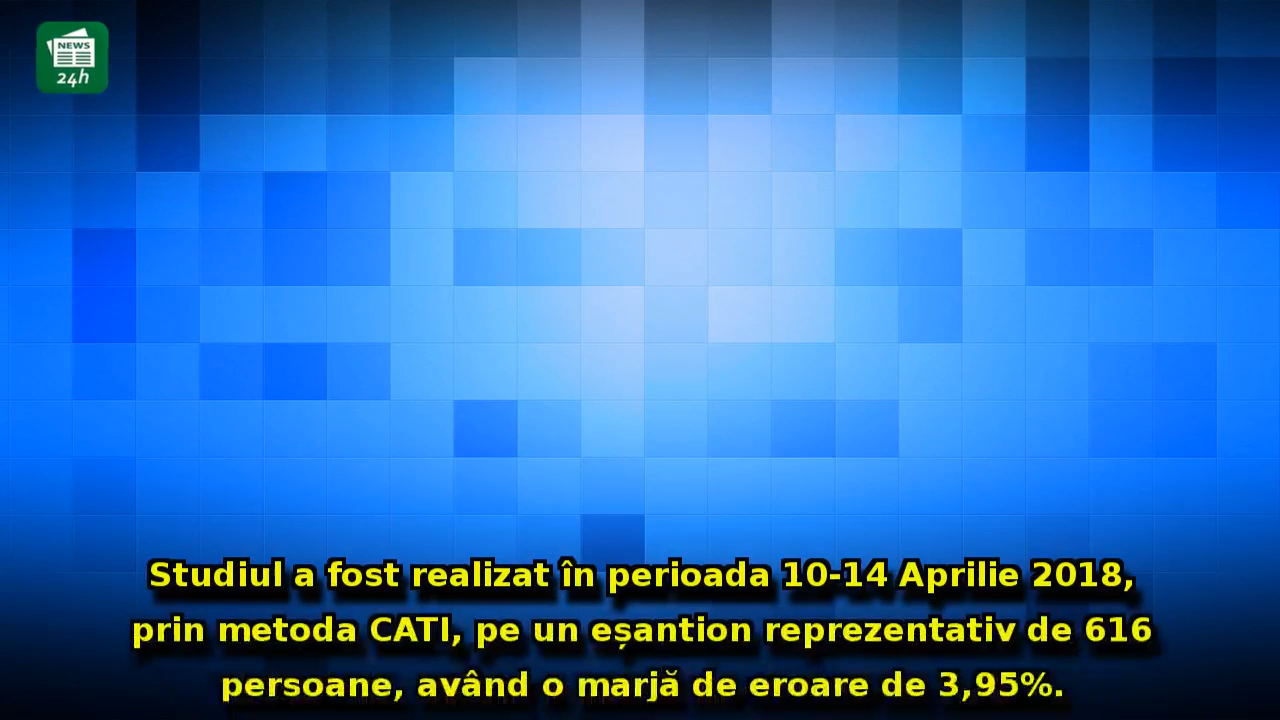 NEWS
24h
Studiul a fost realizat în perioada 10-14 Aprilie 2018,
prin metoda CATI, pe un eșantion reprezentativ de 616
persoane, având o marjă de eroare de 3,95%.